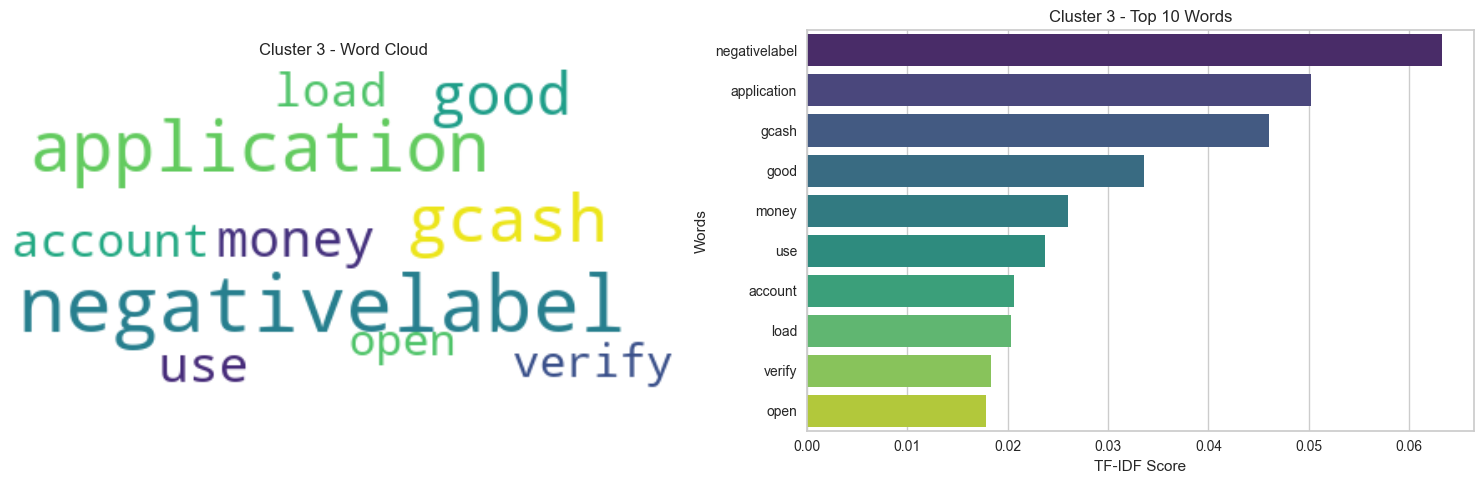 Cluster 3 - Word Cloud
load good
application
gcash
account money
negativelabel
open
use verify
Cluster 3 - Top 10 Words
Words
negativelabel
application
gcash
good
money
use
account
load
verify
open
0.00 0.01 0.02 0.03 0.04 0.05 0.06
TF-IDF Score